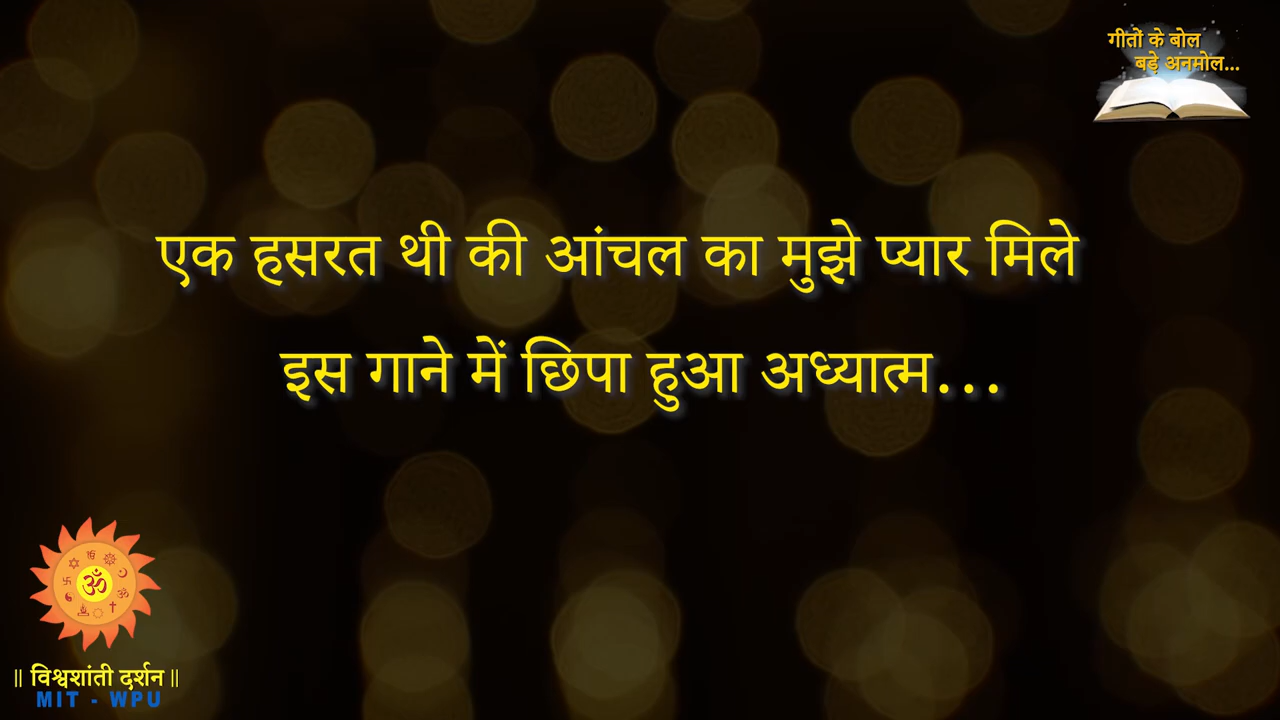 गीतों के बोल
बड़े अनमोल...
एक हसरत थी की आंचल का मुझे प्यार मिले
इस गाने में छिपा हुआ अध्यात्म...
ॐ
|| विश्वशांती दर्शन ||
MIT - WPU